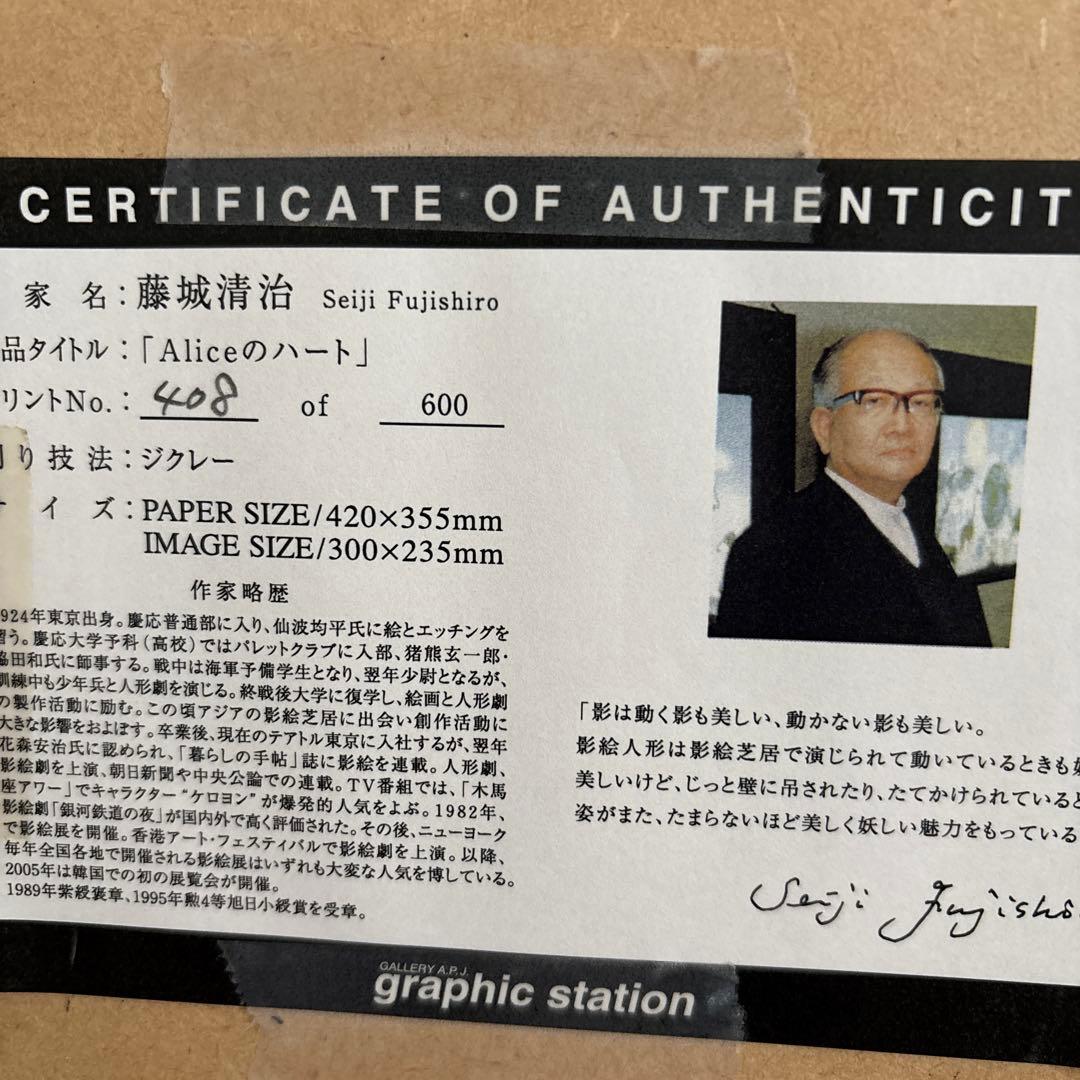 CERTIFICATE OF AUTHENTICIT
家 名：藤城清治 Seiji Fujishiro
品タイトル：「Aliceのハート」
リントNo.：408 of 600
り技法：ジクレー
イ ズ：PAPER SIZE/420×355mm
IMAGE SIZE/300×235mm
作家略歴
924年東京出身。慶応普通部に入り、仙波均平氏に絵とエッチングを
習う。慶応大学予科（高校）ではパレットクラブに入部、猪熊玄一郎・
脇田和氏に師事する。戦中は海軍予備学生となり、翌年少尉となるが、
訓練中も少年兵と人形劇を演じる。終戦後大学に復学し、絵画と人形劇
の製作活動に励む。この頃アジアの影絵芝居に出会い創作活動に
大きな影響をおよぼす。卒業後、現在のテアトル東京に入社するが、翌年
花森安治氏に認められ、「暮らしの手帖」誌に影絵を連載。人形劇、
影絵劇を上演、朝日新聞や中央公論での連載。TV番組では、「木馬
座アワー」でキャラクター“ケロヨン”が爆発的人気をよぶ。1982年、
影絵劇「銀河鉄道の夜」が国内外で高く評価された。その後、ニューヨーク
で影絵展を開催。香港アート・フェスティバルで影絵劇を上演。以降、
毎年全国各地で開催される影絵展はいずれも大変な人気を博している。
2005年は韓国での初の展覧会が開催。
1989年紫綬褒章、1995年勲4等旭日小綬賞を受章。
「影は動く影も美しい、動かない影も美しい。
影絵人形は影絵芝居で演じられて動いているときも
美しいけど、じっと壁に吊されたり、たてかけられていると
姿がまた、たまらないほど美しく妖しい魅力をもっている
Seiji Fujishi
GALLERY A.P.J.
graphic station